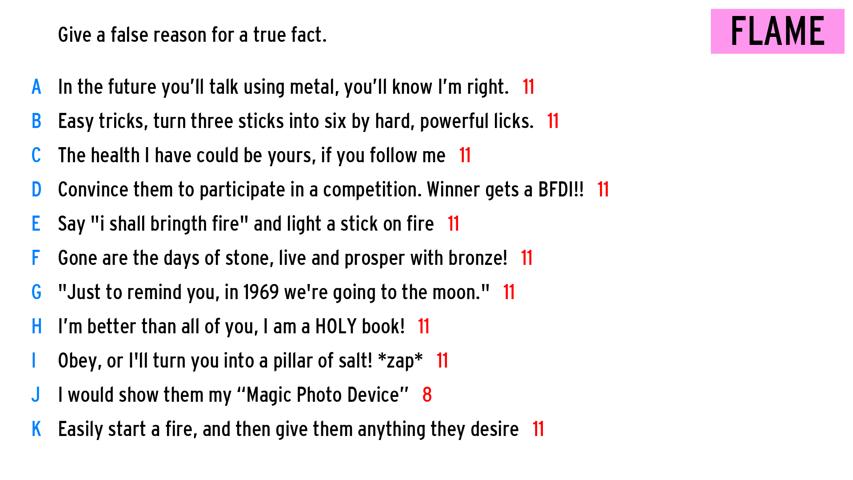 Give a false reason for a true fact.
FLAME
A In the future you’ll talk using metal, you’ll know I’m right. 11
B Easy tricks, turn three sticks into six by hard, powerful licks. 11
C The health I have could be yours, if you follow me 11
D Convince them to participate in a competition. Winner gets a BFDI!! 11
E Say "i shall bringth fire" and light a stick on fire 11
F Gone are the days of stone, live and prosper with bronze! 11
G "Just to remind you, in 1969 we're going to the moon." 11
H I’m better than all of you, I am a HOLY book! 11
I Obey, or I'll turn you into a pillar of salt! *zap* 11
J I would show them my “Magic Photo Device” 8
K Easily start a fire, and then give them anything they desire 11